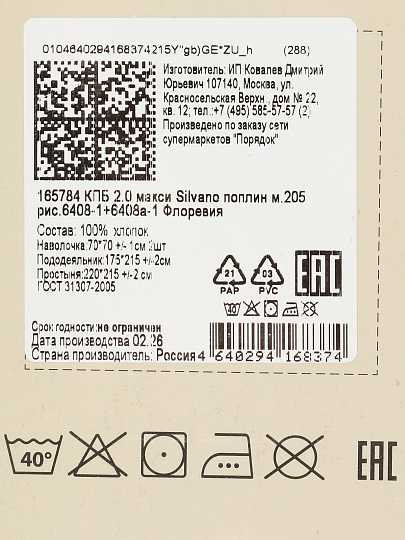 0104640294168374215Y"gb)GE*ZU_h (288)
Изготовитель: ИП Ковалев Дмитрий
Юрьевич 107140, Москва, ул.
Красносельская Верхн., дом № 22,
кв. 12; тел.:+7 (495) 585-57-57 (2)
Произведено по заказу сети
супермаркетов "Порядок"
165784 КПБ 2.0 макси Silvano поплин м.205
рис.6408-1+6408а-1 Флоревия
Состав: 100% хлопок
Наволочка:70*70 +/-1см 2шт
Пододеяльник:175*215 +/-2см
Простыня:220*215 +/-2 см
ГОСТ 31307-2005
21 03
PAP PVC
EAC
Срок годности:не ограничен
Дата производства 02.26
Страна производитель: Россия
4 640294 168374
40°
EAC